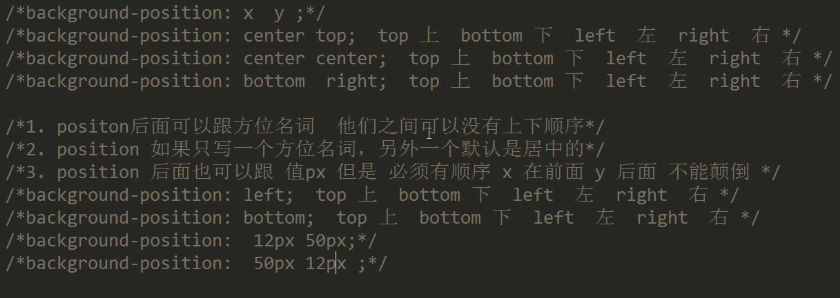 /*background-position: x  y ;*/
/*background-position: center top;  top 上  bottom 下  left  左  right  右 */
/*background-position: center center;  top 上  bottom 下  left  左  right  右 */
/*background-position: bottom  right;  top 上  bottom 下  left  左  right  右 */
/*1. positon后面可以跟方位名词  他们之间可以没有上下顺序*/
/*2. position 如果只写一个方位名词，另外一个默认是居中的*/
/*3. position 后面也可以跟 值px 但是 必须有顺序 x 在前面 y 后面 不能颠倒 */
/*background-position: left;  top 上  bottom 下  left  左  right  右 */
/*background-position: bottom;  top 上  bottom 下  left  左  right  右 */
/*background-position:  12px 50px;*/
/*background-position:  50px 12px ;*/